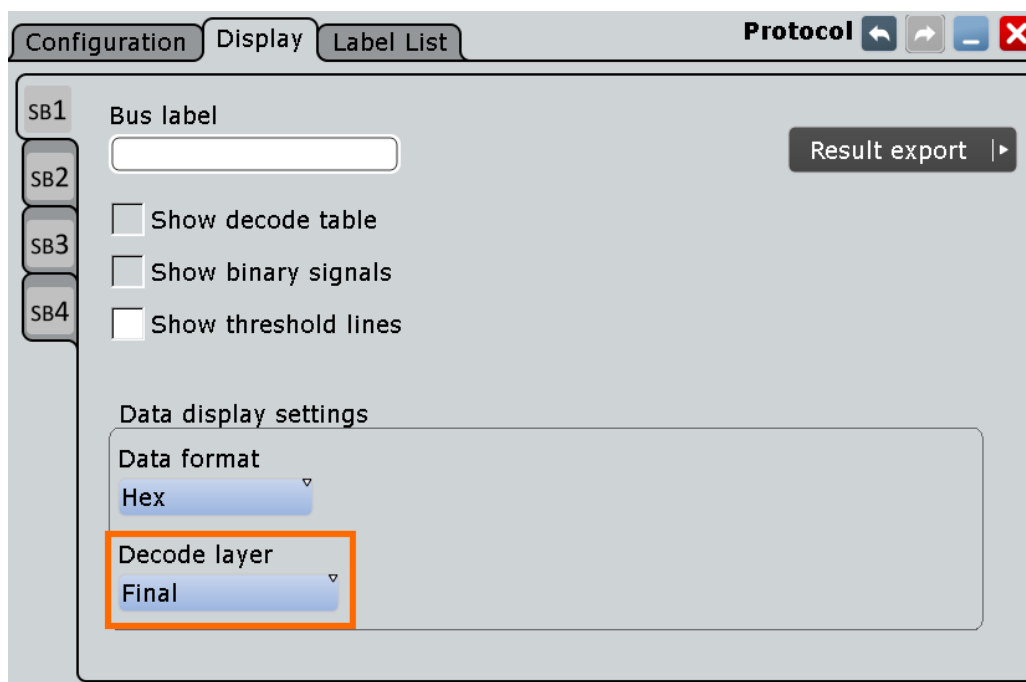 Configuration Display Label List Protocol
SB1
Bus label
Result export
SB2
Show decode table
SB3
Show binary signals
SB4
Show threshold lines
Data display settings
Data format
Hex
Decode layer
Final